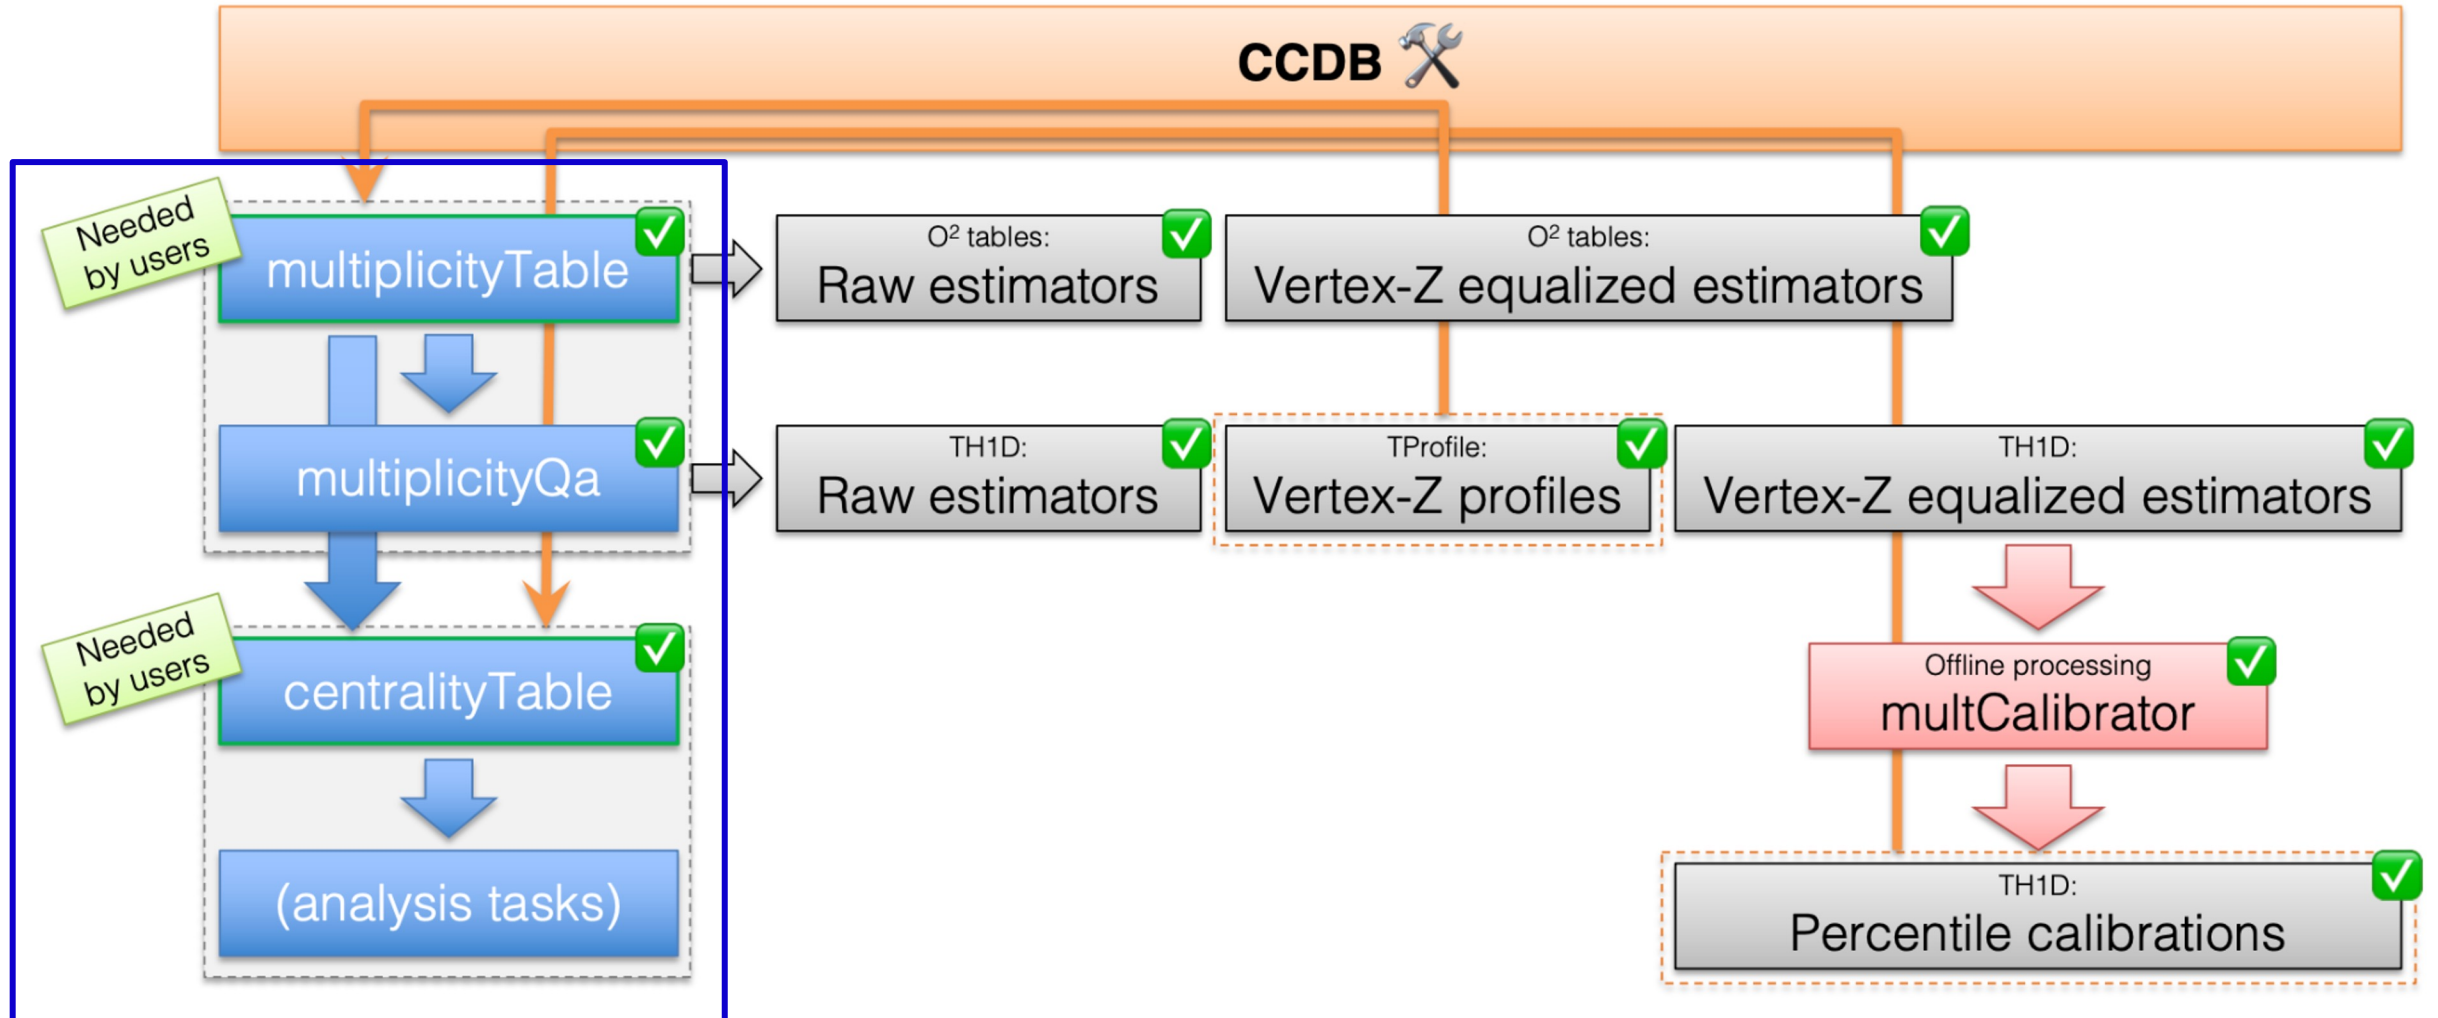 CCDB
Needed
by users
multiplicityTable
O² tables:
Raw estimators
O² tables:
Vertex-Z equalized estimators
multiplicityQa
TH1D:
Raw estimators
TProfile:
Vertex-Z profiles
TH1D:
Vertex-Z equalized estimators
Needed
by users
centralityTable
Offline processing
multCalibrator
(analysis tasks)
TH1D:
Percentile calibrations